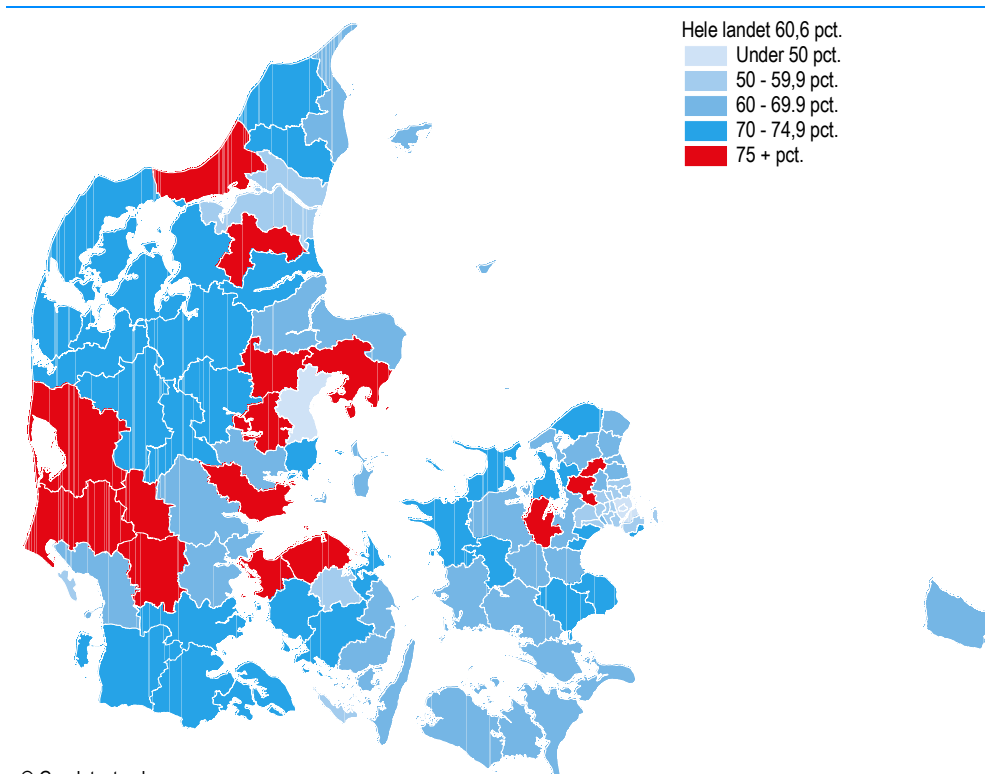 Hele landet 60,6 pct.
Under 50 pct.
50 - 59,9 pct.
60 - 69.9 pct.
70 - 74,9 pct.
75 + pct.